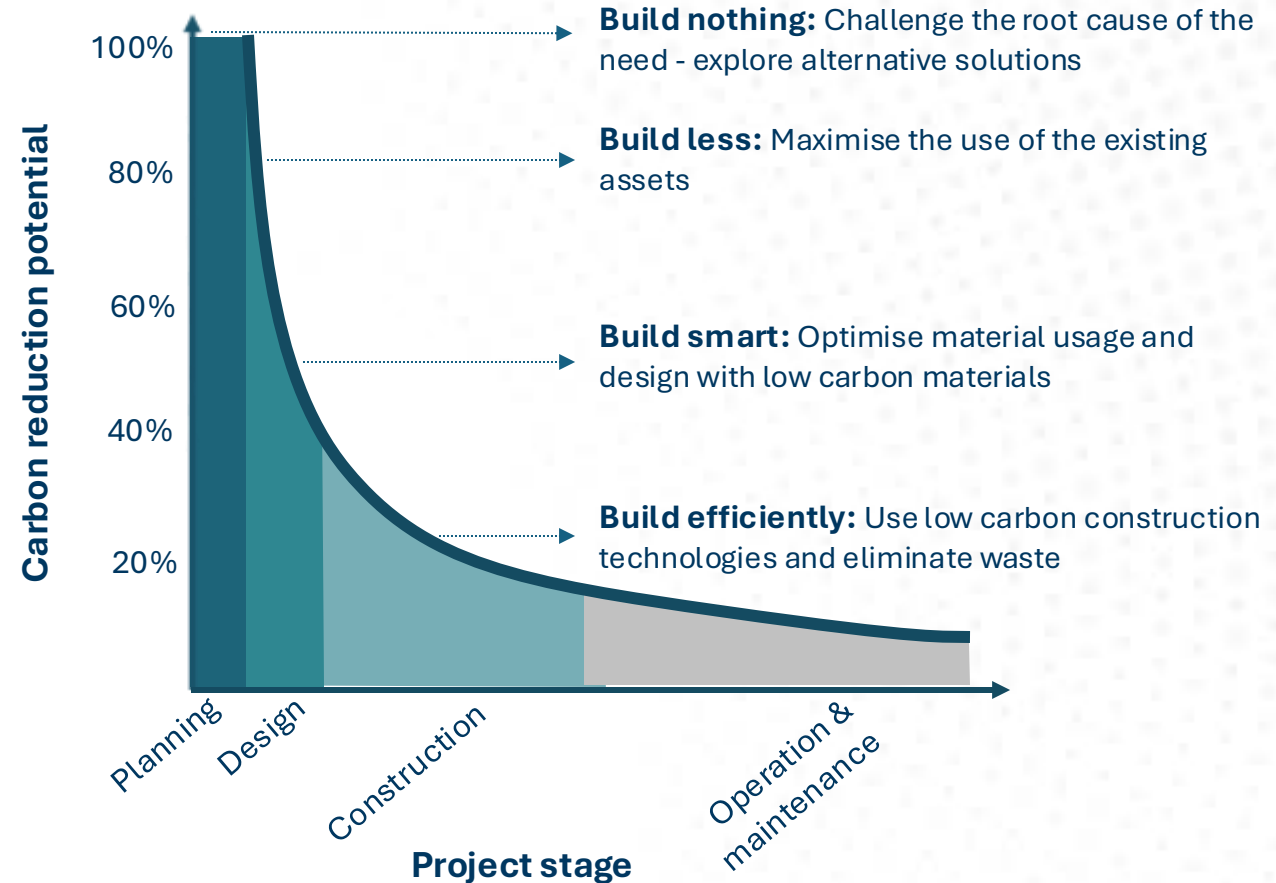 Build nothing: Challenge the root cause of the
need - explore alternative solutions
Build less: Maximise the use of the existing
assets
Build smart: Optimise material usage and
design with low carbon materials
Build efficiently: Use low carbon construction
technologies and eliminate waste
Carbon reduction potential
100%
80%
60%
40%
20%
Planning
Design
Construction
Operation &
maintenance
Project stage